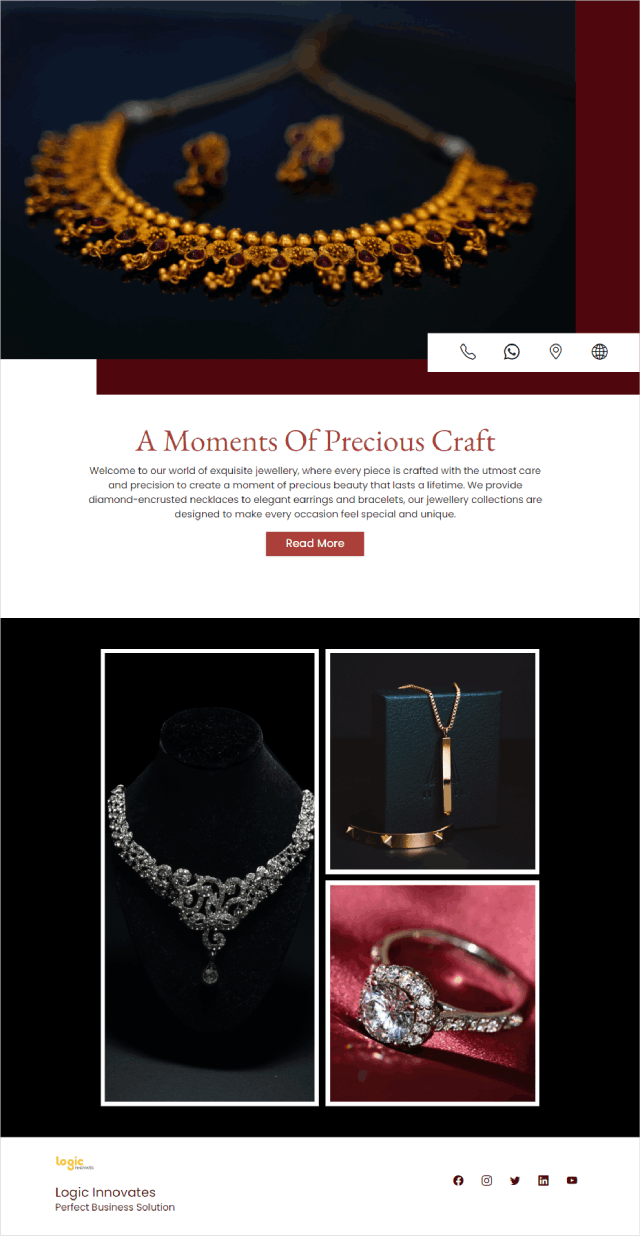 A Moments Of Precious Craft
Welcome to our world of exquisite jewellery, where every piece is crafted with the utmost care
and precision to create a moment of precious beauty that lasts a lifetime. We provide
diamond-encrusted necklaces to elegant earrings and bracelets, our jewellery collections are
designed to make every occasion feel special and unique.
Read More
Logic
Logic Innovates
Perfect Business Solution